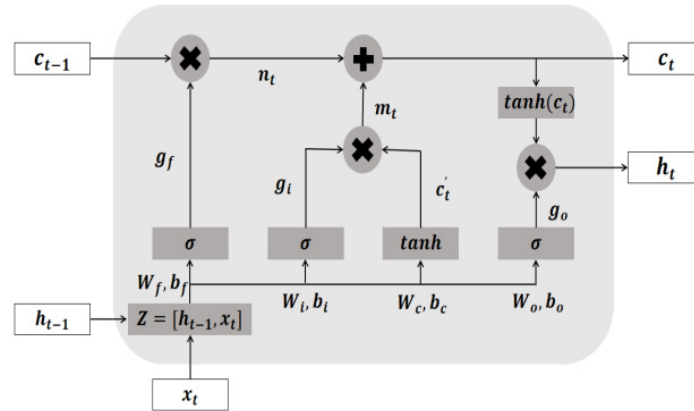 c_{t-1}
n_t
c_t
m_t
tanh(c_t)
g_f
g_i
c'_t
h_t
g_o
σ
σ
tanh
σ
W_f, b_f
W_i, b_i
W_c, b_c
W_o, b_o
h_{t-1}
Z = [h_{t-1}, x_t]
x_t